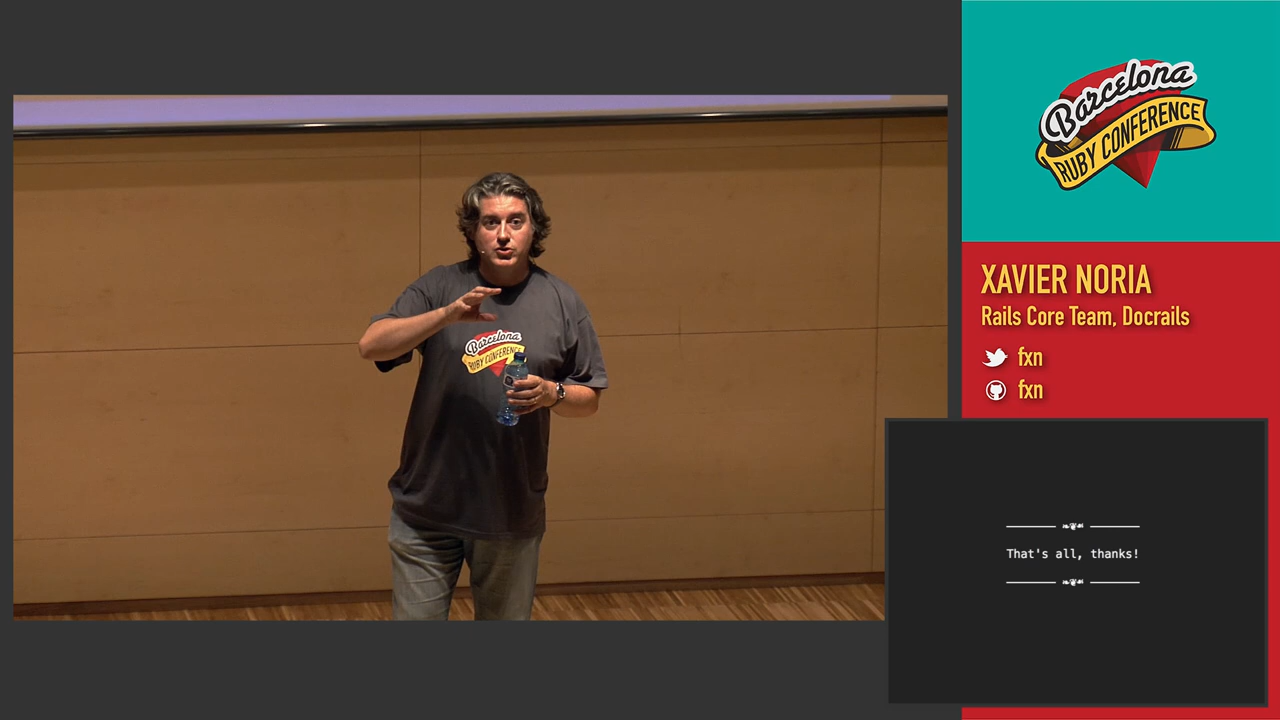 Barcelona
RUBY CONFERENCE
XAVIER NORIA
Rails Core Team, Docrails
fxn
fxn
Barcelona
RUBY CONFERENCE
That's all, thanks!